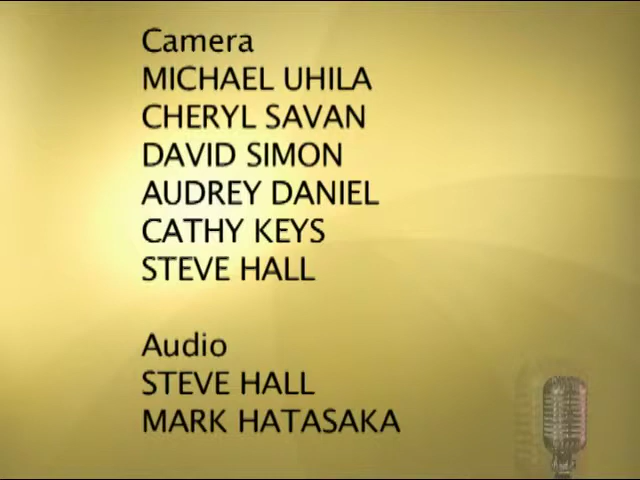 Camera
MICHAEL UHILA
CHERYL SAVAN
DAVID SIMON
AUDREY DANIEL
CATHY KEYS
STEVE HALL
Audio
STEVE HALL
MARK HATASAKA